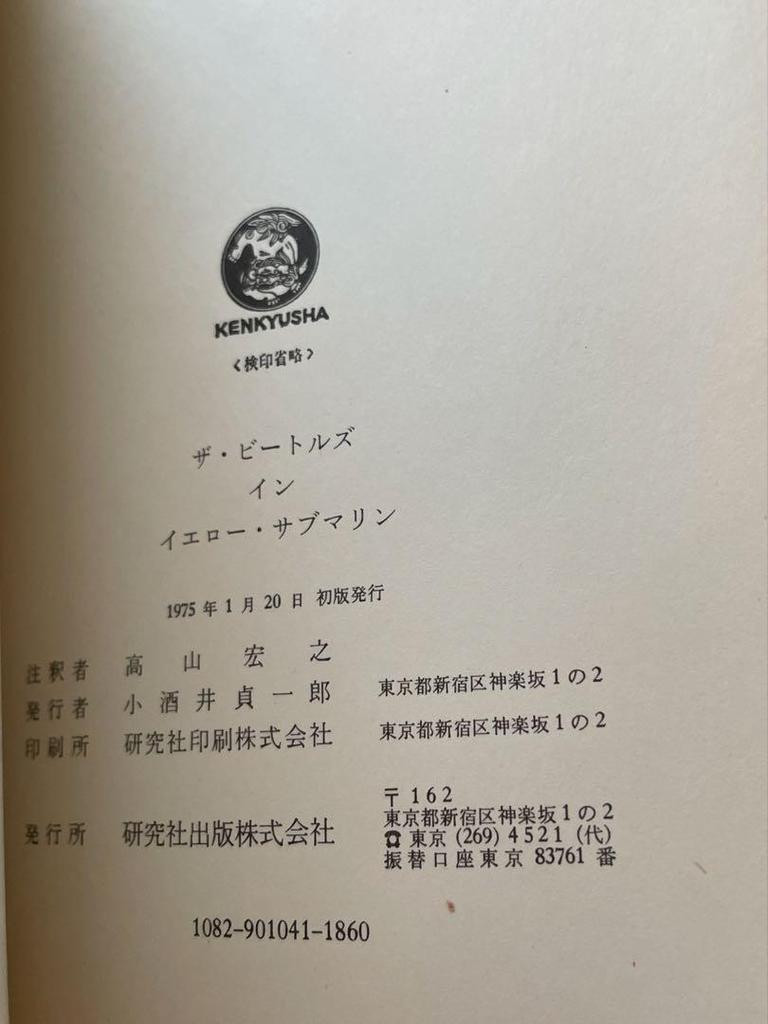 KENKYUSHA
〈検印省略〉
ザ・ビートルズ
イン
イエロー・サブマリン
1975年1月20日 初版発行
注釈者 高山宏之
発行者 小酒井貞一郎 東京都新宿区神楽坂1の2
印刷所 研究社印刷株式会社 東京都新宿区神楽坂1の2
発行所 研究社出版株式会社
〒162
東京都新宿区神楽坂1の2
☎東京 (269) 4521 (代)
振替口座東京 83761 番
1082-901041-1860